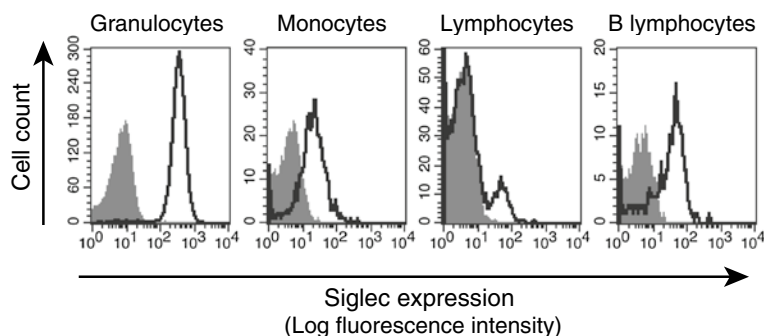 Granulocytes Monocytes Lymphocytes B lymphocytes
Cell count
300
240
180
120
60
0
10⁰ 10¹ 10² 10³ 10⁴
40
30
20
10
0
10⁰ 10¹ 10² 10³ 10⁴
60
50
40
30
20
10
0
10⁰ 10¹ 10² 10³ 10⁴
20
15
10
5
0
10⁰ 10¹ 10² 10³ 10⁴
Siglec expression
(Log fluorescence intensity)